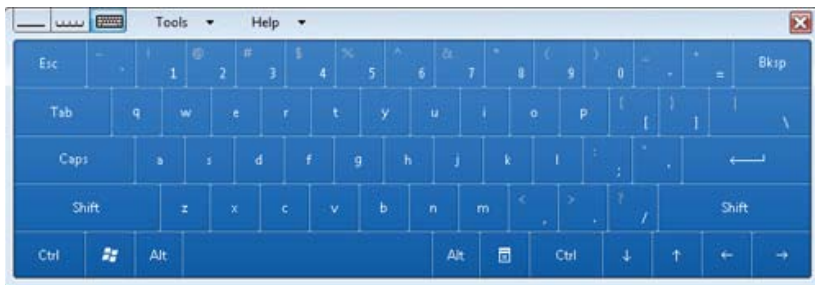 Tools Help
Esc ~ ` ! 1 @ 2 # 3 $ 4 % 5 ^ 6 & 7 * 8 ( 9 ) 0 _ - + = Bksp
Tab q w e r t y u i o p { [ } ] | \
Caps a s d f g h j k l : ; " '
Shift z x c v b n m < , > . ? / Shift
Ctrl Alt Alt Ctrl ↓ ↑ ← →